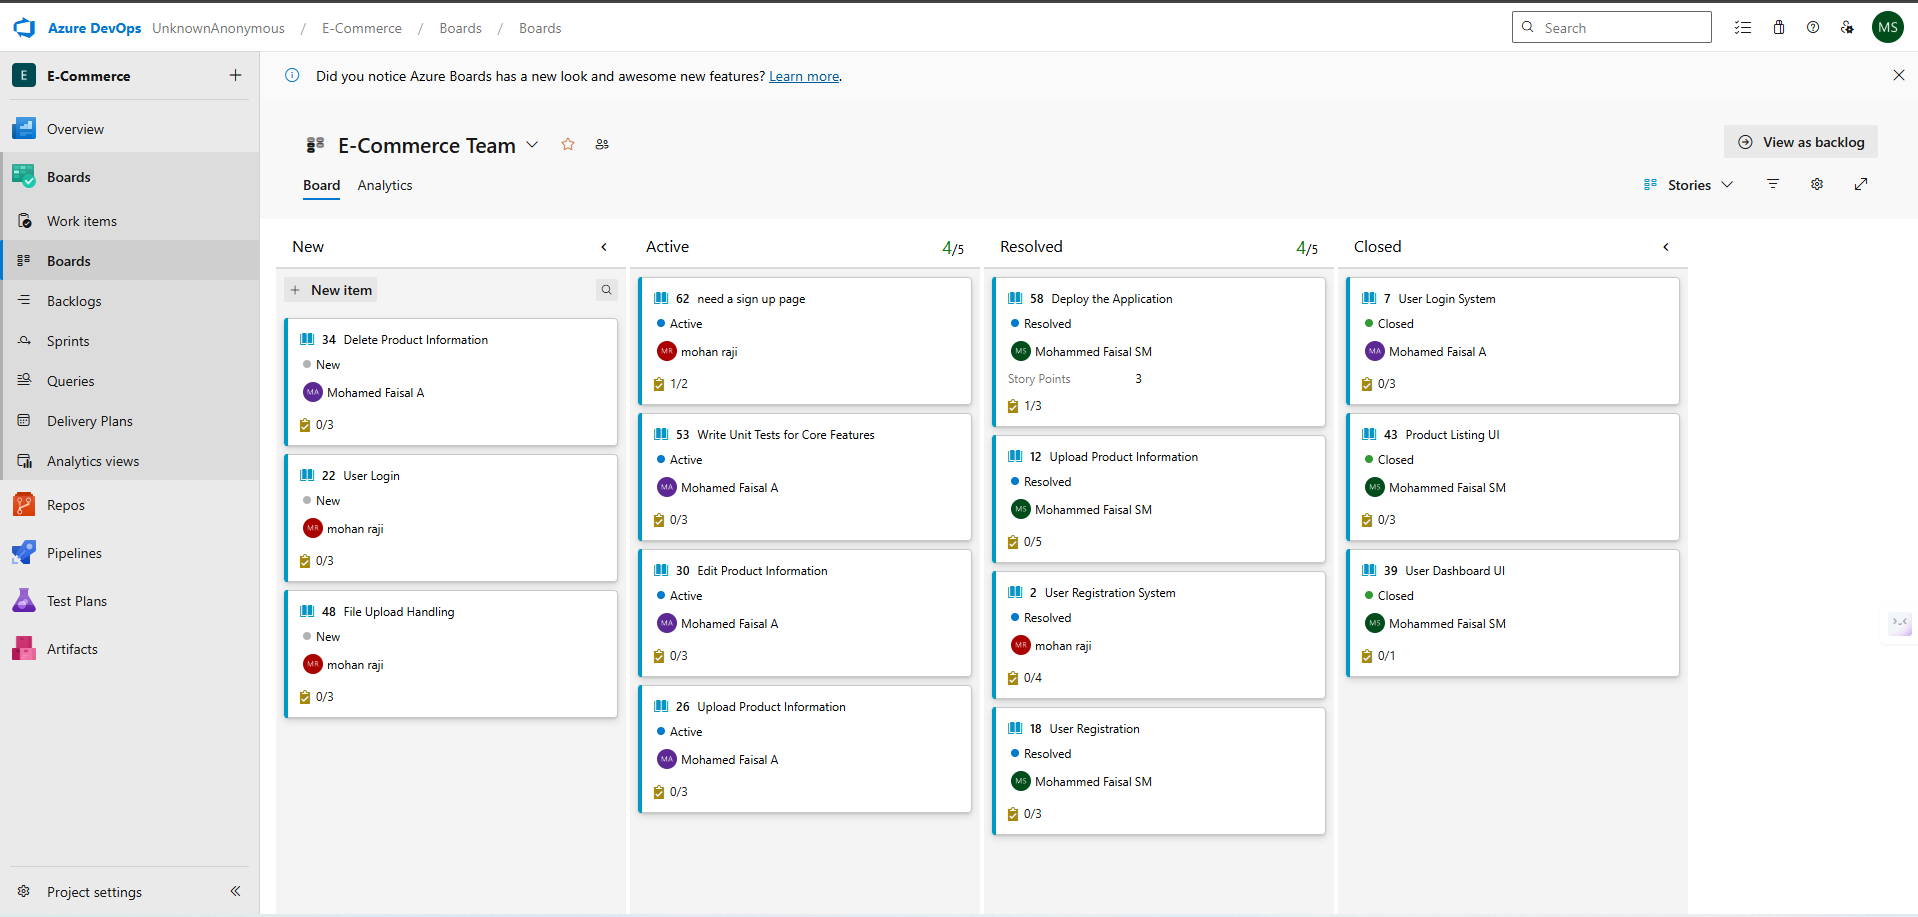 Azure DevOps UnknownAnonymous / E-Commerce / Boards / Boards
Search
MS
E E-Commerce
Did you notice Azure Boards has a new look and awesome new features? Learn more.
Overview
Boards
Work items
Boards
Backlogs
Sprints
Queries
Delivery Plans
Analytics views
Repos
Pipelines
Test Plans
Artifacts
Project settings
E-Commerce Team
View as backlog
Board Analytics
Stories
New
New item
34 Delete Product Information
New
MA Mohamed Faisal A
0/3
22 User Login
New
MR mohan raji
0/3
48 File Upload Handling
New
MR mohan raji
0/3
Active 4/5
62 need a sign up page
Active
MR mohan raji
1/2
53 Write Unit Tests for Core Features
Active
MA Mohamed Faisal A
0/3
30 Edit Product Information
Active
MA Mohamed Faisal A
0/3
26 Upload Product Information
Active
MA Mohamed Faisal A
0/3
Resolved 4/5
58 Deploy the Application
Resolved
MS Mohammed Faisal SM
Story Points 3
1/3
12 Upload Product Information
Resolved
MS Mohammed Faisal SM
0/5
2 User Registration System
Resolved
MR mohan raji
0/4
18 User Registration
Resolved
MS Mohammed Faisal SM
0/3
Closed
7 User Login System
Closed
MA Mohamed Faisal A
0/3
43 Product Listing UI
Closed
MS Mohammed Faisal SM
0/3
39 User Dashboard UI
Closed
MS Mohammed Faisal SM
0/1